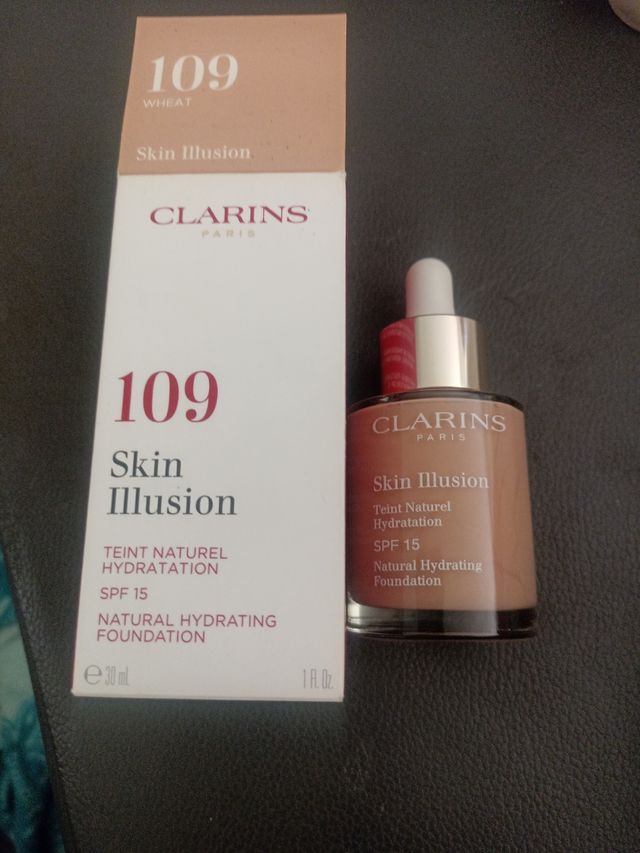 109
WHEAT
Skin Illusion
CLARINS
PARIS
109
Skin
Illusion
TEINT NATUREL
HYDRATATION
SPF 15
NATURAL HYDRATING
FOUNDATION
℮ 30 mL
1 Fl. Oz.
CLARINS
PARIS
Skin Illusion
Teint Naturel
Hydratation
SPF 15
Natural Hydrating
Foundation